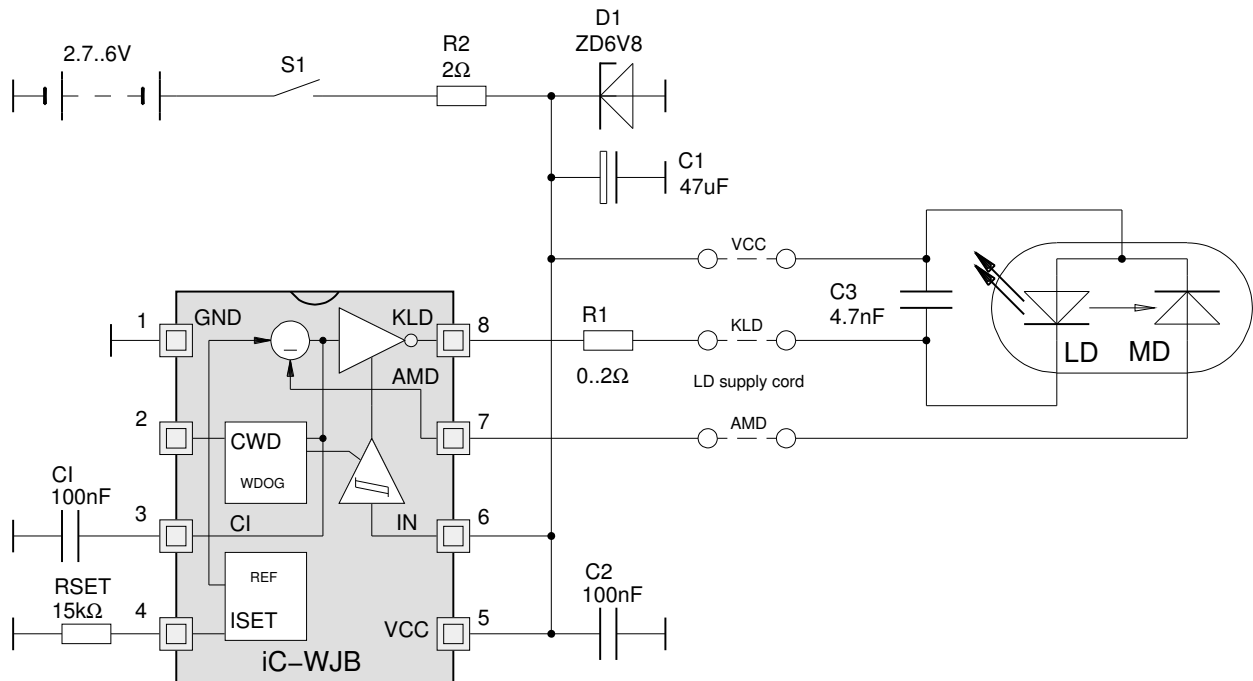 D1
ZD6V8
2.7..6V
S1
R2
2Ω
C1
47uF
VCC
C3
4.7nF
LD
MD
1
GND
KLD
8
R1
0..2Ω
KLD
LD supply cord
AMD
2
7
AMD
CWD
WDOG
CI
100nF
3
CI
IN
6
RSET
15kΩ
4
REF
ISET
VCC
5
C2
100nF
iC–WJB
–